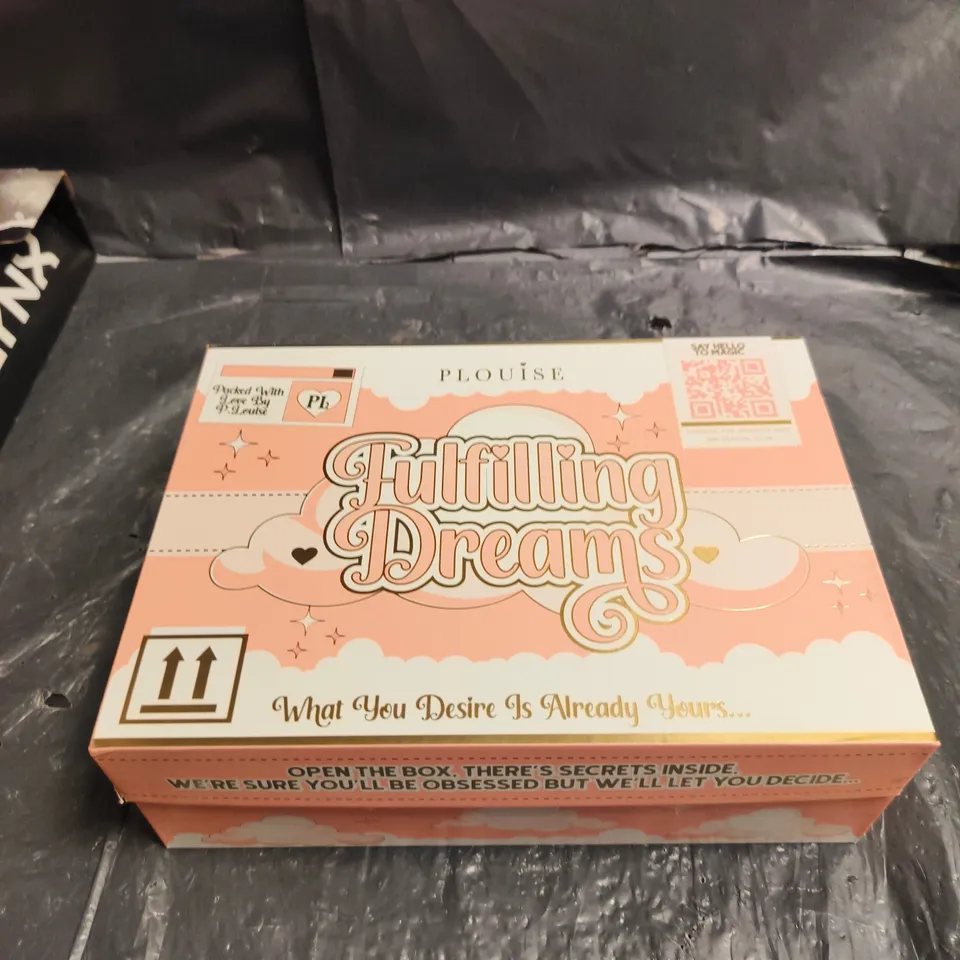 YNX
PLOUISE
SAY HELLO
TO MAGIC
Packed With
Love By
P.Louise
PL
Fulfilling
Dreams
What You Desire Is Already Yours...
OPEN THE BOX, THERE'S SECRETS INSIDE.
WE'RE SURE YOU'LL BE OBSESSED BUT WE'LL LET YOU DECIDE...